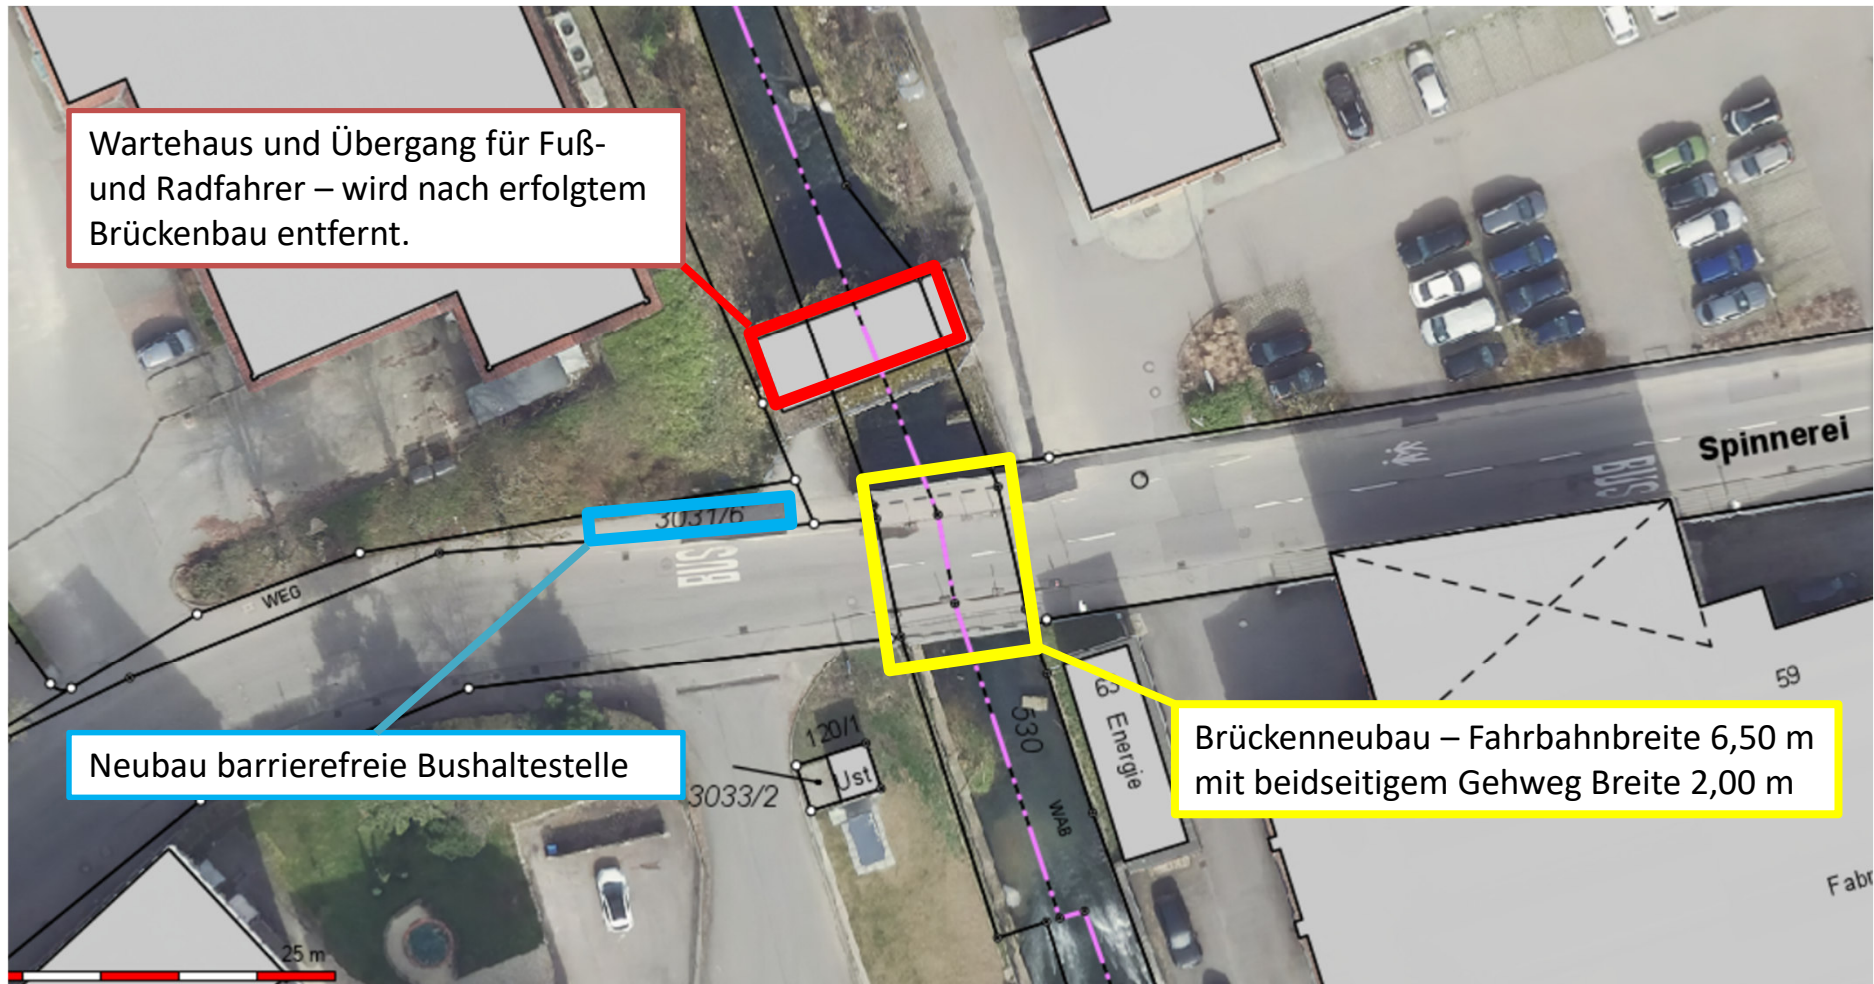 Wartehaus und Übergang für Fuß-
und Radfahrer – wird nach erfolgtem
Brückenbau entfernt.
Spinnerei
BUS
3031/6
BUS
WEG
Neubau barrierefreie Bushaltestelle
120/1
Ust
3033/2
530
WAB
Energie
59
Brückenneubau – Fahrbahnbreite 6,50 m
mit beidseitigem Gehweg Breite 2,00 m
Fabr
25 m